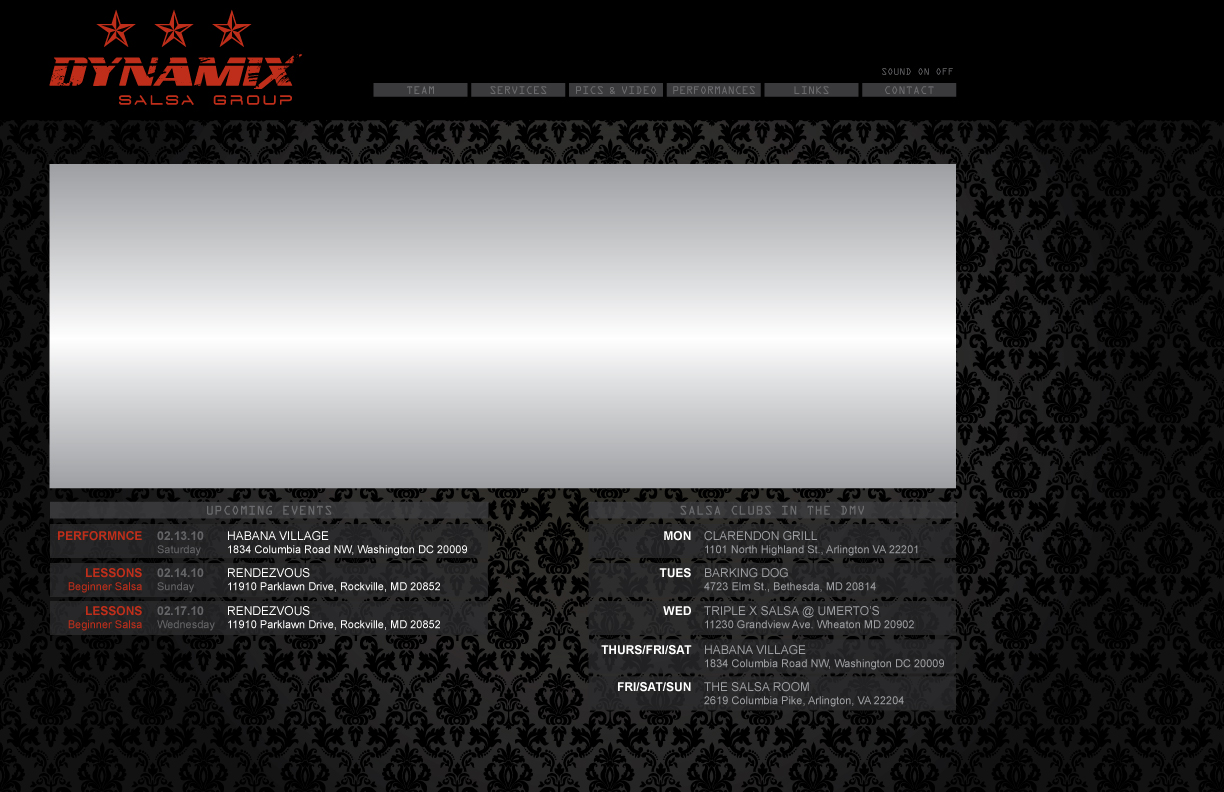 DYNAMIX
SALSA GROUP
SOUND ON OFF
TEAM SERVICES PICS & VIDEO PERFORMANCES LINKS CONTACT
UPCOMING EVENTS
PERFORMNCE 02.13.10 HABANA VILLAGE
Saturday 1834 Columbia Road NW, Washington DC 20009
LESSONS 02.14.10 RENDEZVOUS
Beginner Salsa Sunday 11910 Parklawn Drive, Rockville, MD 20852
LESSONS 02.17.10 RENDEZVOUS
Beginner Salsa Wednesday 11910 Parklawn Drive, Rockville, MD 20852
SALSA CLUBS IN THE DMV
MON CLARENDON GRILL
1101 North Highland St., Arlington VA 22201
TUES BARKING DOG
4723 Elm St., Bethesda, MD 20814
WED TRIPLE X SALSA @ UMERTO'S
11230 Grandview Ave. Wheaton MD 20902
THURS/FRI/SAT HABANA VILLAGE
1834 Columbia Road NW, Washington DC 20009
FRI/SAT/SUN THE SALSA ROOM
2619 Columbia Pike, Arlington, VA 22204